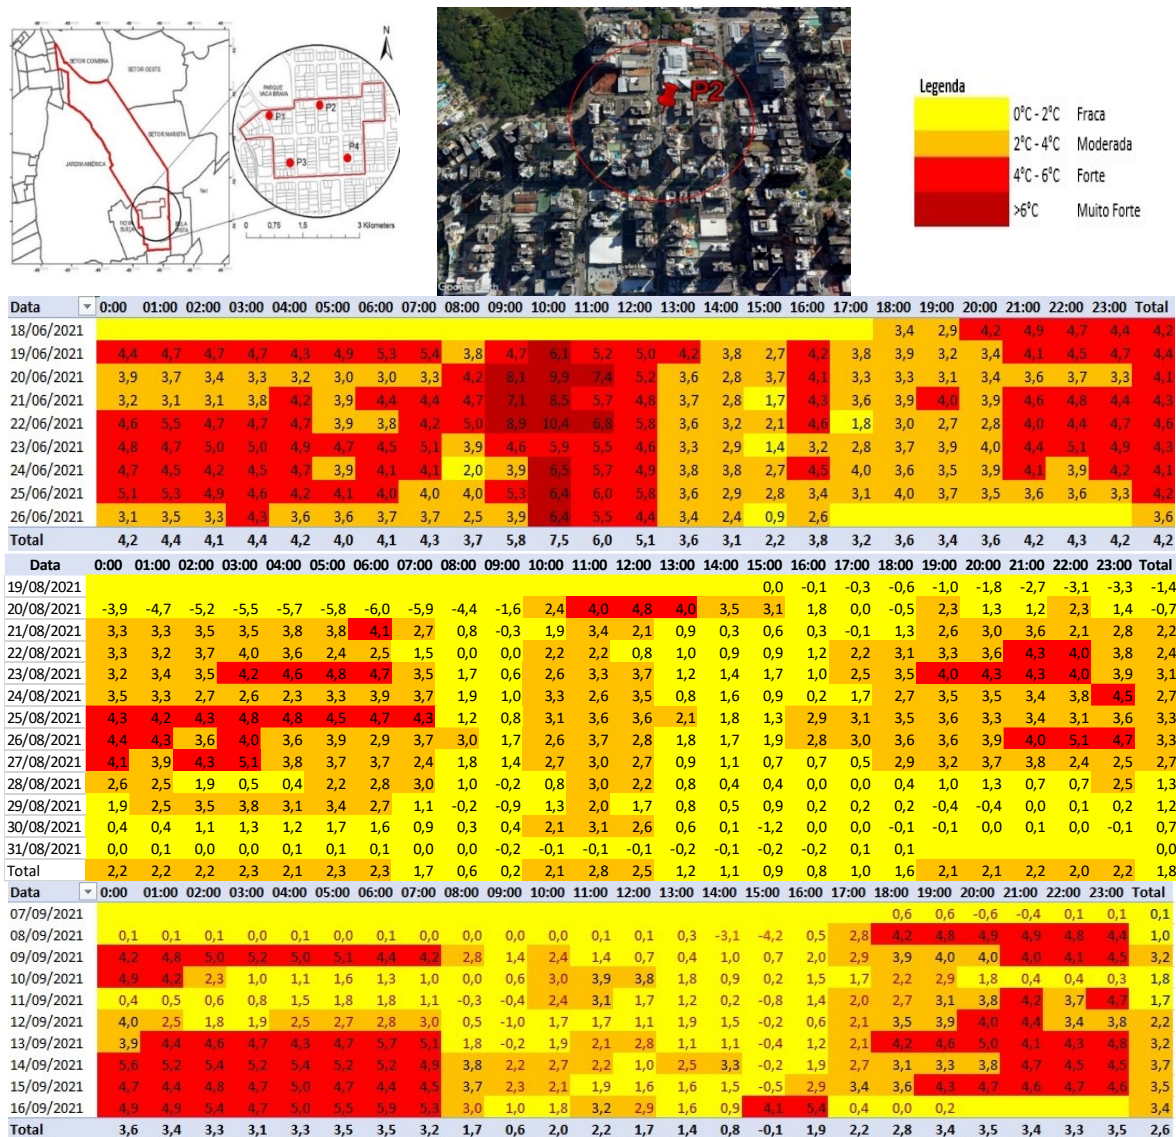 SETOR COIMBRA
SETOR OESTE
SETOR MARISTA
JARDIM AMÉRICA
NOVA SUÍÇA
BELA VISTA
N
PARQUE VACA BRAVA
P1
P2
P3
P4
0 0,75 1,5 3 Kilometers
P2
Google Earth
Legenda
0°C - 2°C Fraca
2°C - 4°C Moderada
4°C - 6°C Forte
>6°C Muito Forte
Data 0:00 01:00 02:00 03:00 04:00 05:00 06:00 07:00 08:00 09:00 10:00 11:00 12:00 13:00 14:00 15:00 16:00 17:00 18:00 19:00 20:00 21:00 22:00 23:00 Total
18/06/2021 3,4 2,9 4,2 4,9 4,7 4,4 4,2
19/06/2021 4,4 4,7 4,7 4,7 4,3 4,9 5,3 5,4 3,8 4,7 6,1 5,2 5,0 4,2 3,8 2,7 4,2 3,8 3,9 3,2 3,4 4,1 4,5 4,7 4,4
20/06/2021 3,9 3,7 3,4 3,3 3,2 3,0 3,0 3,3 4,2 8,1 9,9 7,4 5,2 3,6 2,8 3,7 4,1 3,3 3,3 3,1 3,4 3,6 3,7 3,3 4,1
21/06/2021 3,2 3,1 3,1 3,8 4,2 3,9 4,4 4,4 4,7 7,1 8,5 5,7 4,8 3,7 2,8 1,7 4,3 3,6 3,9 4,0 3,9 4,6 4,8 4,4 4,3
22/06/2021 4,6 5,5 4,7 4,7 4,7 3,9 3,8 4,2 5,0 8,9 10,4 6,8 5,8 3,6 3,2 2,1 4,6 1,8 3,0 2,7 2,8 4,0 4,4 4,7 4,6
23/06/2021 4,8 4,7 5,0 5,0 4,9 4,7 4,5 5,1 3,9 4,6 5,9 5,5 4,6 3,3 2,9 1,4 3,2 2,8 3,7 3,9 4,0 4,4 5,1 4,9 4,3
24/06/2021 4,7 4,5 4,2 4,5 4,7 3,9 4,1 4,1 2,0 3,9 6,5 5,7 4,9 3,8 3,8 2,7 4,5 4,0 3,6 3,5 3,9 4,1 3,9 4,2 4,1
25/06/2021 5,1 5,3 4,9 4,6 4,2 4,1 4,0 4,0 4,0 5,3 6,4 6,0 5,8 3,6 2,9 2,8 3,4 3,1 4,0 3,7 3,5 3,6 3,6 3,3 4,2
26/06/2021 3,1 3,5 3,3 4,3 3,6 3,6 3,7 3,7 2,5 3,9 6,4 5,5 4,4 3,4 2,4 0,9 2,6 3,6
Total 4,2 4,4 4,1 4,4 4,2 4,0 4,1 4,3 3,7 5,8 7,5 6,0 5,1 3,6 3,1 2,2 3,8 3,2 3,6 3,4 3,6 4,2 4,3 4,2 4,2
Data 0:00 01:00 02:00 03:00 04:00 05:00 06:00 07:00 08:00 09:00 10:00 11:00 12:00 13:00 14:00 15:00 16:00 17:00 18:00 19:00 20:00 21:00 22:00 23:00 Total
19/08/2021 0,0 -0,1 -0,3 -0,6 -1,0 -1,8 -2,7 -3,1 -3,3 -1,4
20/08/2021 -3,9 -4,7 -5,2 -5,5 -5,7 -5,8 -6,0 -5,9 -4,4 -1,6 2,4 4,0 4,8 4,0 3,5 3,1 1,8 0,0 -0,5 2,3 1,3 1,2 2,3 1,4 -0,7
21/08/2021 3,3 3,3 3,5 3,5 3,8 3,8 4,1 2,7 0,8 -0,3 1,9 3,4 2,1 0,9 0,3 0,6 0,3 -0,1 1,3 2,6 3,0 3,6 2,1 2,8 2,2
22/08/2021 3,3 3,2 3,7 4,0 3,6 2,4 2,5 1,5 0,0 0,0 2,2 2,2 0,8 1,0 0,9 0,9 1,2 2,2 3,1 3,3 3,6 4,3 4,0 3,8 2,4
23/08/2021 3,2 3,4 3,5 4,2 4,6 4,8 4,7 3,5 1,7 0,6 2,6 3,3 3,7 1,2 1,4 1,7 1,0 2,5 3,5 4,0 4,3 4,3 4,0 3,9 3,1
24/08/2021 3,5 3,3 2,7 2,6 2,3 3,3 3,9 3,7 1,9 1,0 3,3 2,6 3,5 0,8 1,6 0,9 0,2 1,7 2,7 3,5 3,5 3,4 3,8 4,5 2,7
25/08/2021 4,3 4,2 4,3 4,8 4,8 4,5 4,7 4,3 1,2 0,8 3,1 3,6 3,6 2,1 1,8 1,3 2,9 3,1 3,5 3,6 3,3 3,4 3,1 3,6 3,3
26/08/2021 4,4 4,3 3,6 4,0 3,6 3,9 2,9 3,7 3,0 1,7 2,6 3,7 2,8 1,8 1,7 1,9 2,8 3,0 3,6 3,6 3,9 4,0 5,1 4,7 3,3
27/08/2021 4,1 3,9 4,3 5,1 3,8 3,7 3,7 2,4 1,8 1,4 2,7 3,0 2,7 0,9 1,1 0,7 0,7 0,5 2,9 3,2 3,7 3,8 2,4 2,5 2,7
28/08/2021 2,6 2,5 1,9 0,5 0,4 2,2 2,8 3,0 1,0 -0,2 0,8 3,0 2,2 0,8 0,4 0,4 0,0 0,0 0,4 1,0 1,3 0,7 0,7 2,5 1,3
29/08/2021 1,9 2,5 3,5 3,8 3,1 3,4 2,7 1,1 -0,2 -0,9 1,3 2,0 1,7 0,8 0,5 0,9 0,2 0,2 0,2 -0,4 -0,4 0,0 0,1 0,2 1,2
30/08/2021 0,4 0,4 1,1 1,3 1,2 1,7 1,6 0,9 0,3 0,4 2,1 3,1 2,6 0,6 0,1 -1,2 0,0 0,0 -0,1 -0,1 0,0 0,1 0,0 -0,1 0,7
31/08/2021 0,0 0,1 0,0 0,0 0,1 0,1 0,1 0,0 0,0 -0,2 -0,1 -0,1 -0,1 -0,2 -0,1 -0,2 -0,2 0,1 0,1 0,0
Total 2,2 2,2 2,2 2,3 2,1 2,3 2,3 1,7 0,6 0,2 2,1 2,8 2,5 1,2 1,1 0,9 0,8 1,0 1,6 2,1 2,1 2,2 2,0 2,2 1,8
Data 0:00 01:00 02:00 03:00 04:00 05:00 06:00 07:00 08:00 09:00 10:00 11:00 12:00 13:00 14:00 15:00 16:00 17:00 18:00 19:00 20:00 21:00 22:00 23:00 Total
07/09/2021 0,6 0,6 -0,6 -0,4 0,1 0,1 0,1
08/09/2021 0,1 0,1 0,1 0,0 0,1 0,0 0,1 0,0 0,0 0,0 0,0 0,1 0,1 0,3 -3,1 -4,2 0,5 2,8 4,2 4,8 4,9 4,9 4,8 4,4 1,0
09/09/2021 4,2 4,8 5,0 5,2 5,0 5,1 4,4 4,2 2,8 1,4 2,4 1,4 0,7 0,4 1,0 0,7 2,0 2,9 3,9 4,0 4,0 4,0 4,1 4,5 3,2
10/09/2021 4,9 4,2 2,3 1,0 1,1 1,6 1,3 1,0 0,0 0,6 3,0 3,9 3,8 1,8 0,9 0,2 1,5 1,7 2,2 2,9 1,8 0,4 0,4 0,3 1,8
11/09/2021 0,4 0,5 0,6 0,8 1,5 1,8 1,8 1,1 -0,3 -0,4 2,4 3,1 1,7 1,2 0,2 -0,8 1,4 2,0 2,7 3,1 3,8 4,2 3,7 4,7 1,7
12/09/2021 4,0 2,5 1,8 1,9 2,5 2,7 2,8 3,0 0,5 -1,0 1,7 1,7 1,1 1,9 1,5 -0,2 0,6 2,1 3,5 3,9 4,0 4,4 3,4 3,8 2,2
13/09/2021 3,9 4,4 4,6 4,7 4,3 4,7 5,7 5,1 1,8 -0,2 1,9 2,1 2,8 1,1 1,1 -0,4 1,2 2,1 4,2 4,6 5,0 4,1 4,3 4,8 3,2
14/09/2021 5,6 5,2 5,4 5,2 5,4 5,2 5,2 4,9 3,8 2,2 2,7 2,2 1,0 2,5 3,3 -0,2 1,9 2,7 3,1 3,3 3,8 4,7 4,5 4,5 3,7
15/09/2021 4,7 4,4 4,8 4,7 5,0 4,7 4,4 4,5 3,7 2,3 2,1 1,9 1,6 1,6 1,5 -0,5 2,9 3,4 3,6 4,3 4,7 4,6 4,7 4,6 3,5
16/09/2021 4,9 4,9 5,4 4,7 5,0 5,5 5,9 5,3 3,0 1,0 1,8 3,2 2,9 1,6 0,9 4,1 5,4 0,4 0,0 0,2 3,4
Total 3,6 3,4 3,3 3,1 3,3 3,5 3,5 3,2 1,7 0,6 2,0 2,2 1,7 1,4 0,8 -0,1 1,9 2,2 2,8 3,4 3,5 3,4 3,3 3,5 2,6